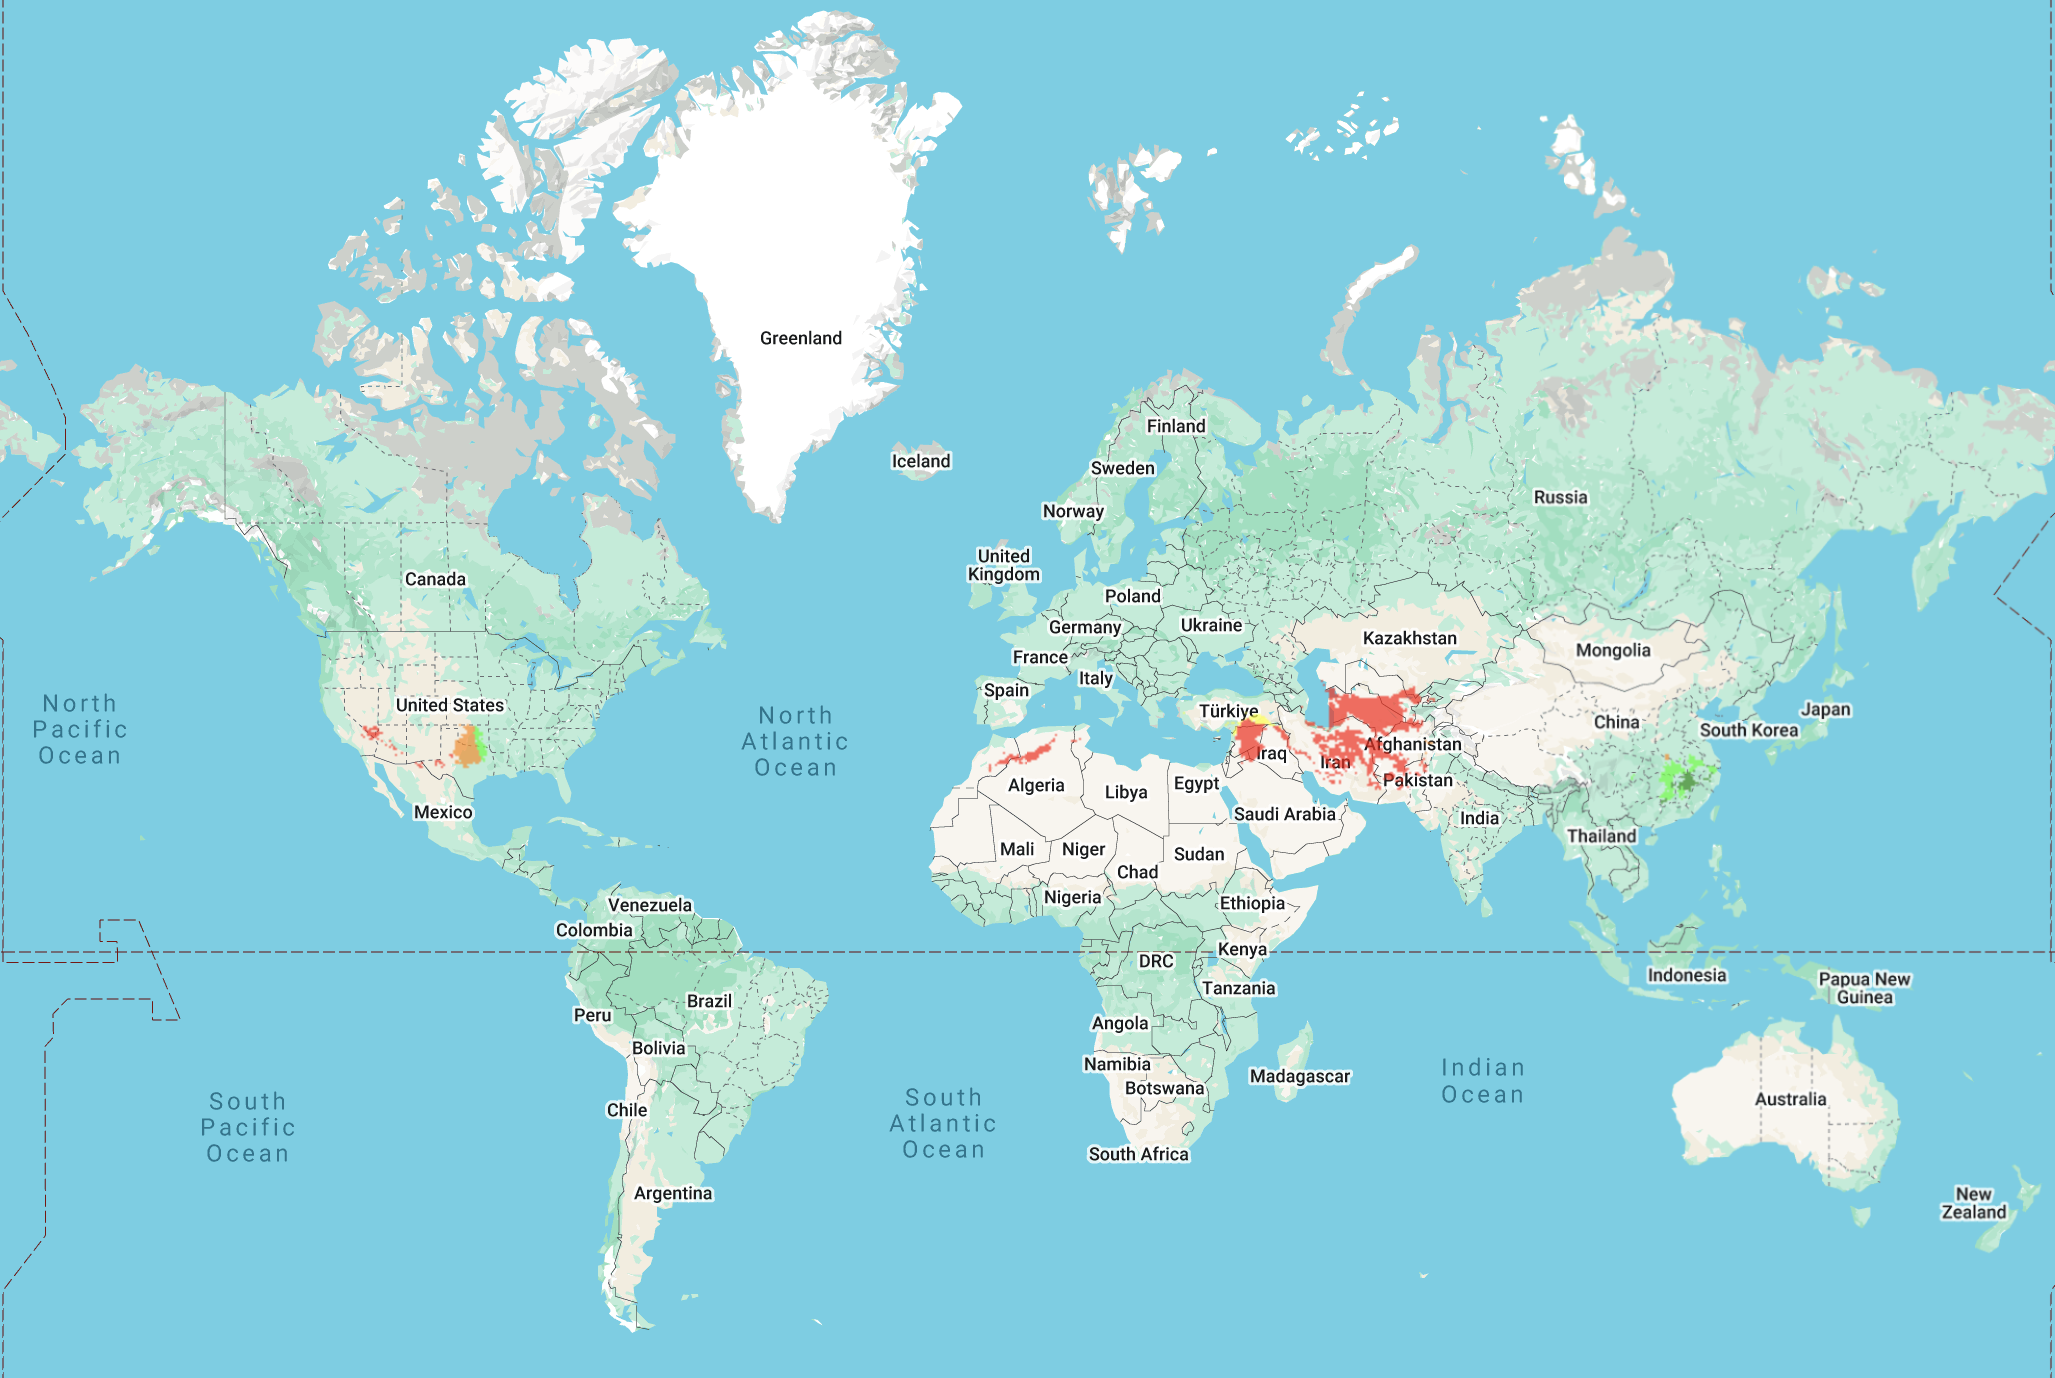 Greenland
Finland
Iceland
Sweden
Russia
Norway
United
Kingdom
Canada
Poland
Germany
Ukraine
Kazakhstan
Mongolia
France
Italy
Spain
United States
Türkiye
China
Japan
South Korea
North
Pacific
Ocean
North
Atlantic
Ocean
Afghanistan
Iraq
Iran
Pakistan
Algeria
Libya
Egypt
Mexico
Saudi Arabia
India
Thailand
Mali
Niger
Sudan
Chad
Nigeria
Ethiopia
Venezuela
Colombia
Kenya
DRC
Indonesia
Papua New
Guinea
Tanzania
Brazil
Peru
Angola
Bolivia
Namibia
Botswana
Madagascar
Indian
Ocean
Australia
Chile
South
Pacific
Ocean
South
Atlantic
Ocean
South Africa
Argentina
New
Zealand